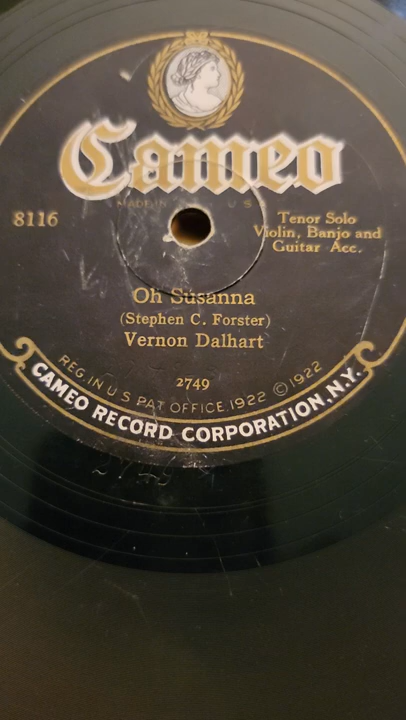 Cameo
MADE IN U S
8116
Tenor Solo
Violin, Banjo and
Guitar Acc.
Oh Susanna
(Stephen C. Forster)
Vernon Dalhart
2749
REG. IN U S PAT OFFICE. 1922 © 1922
CAMEO RECORD CORPORATION, N.Y.